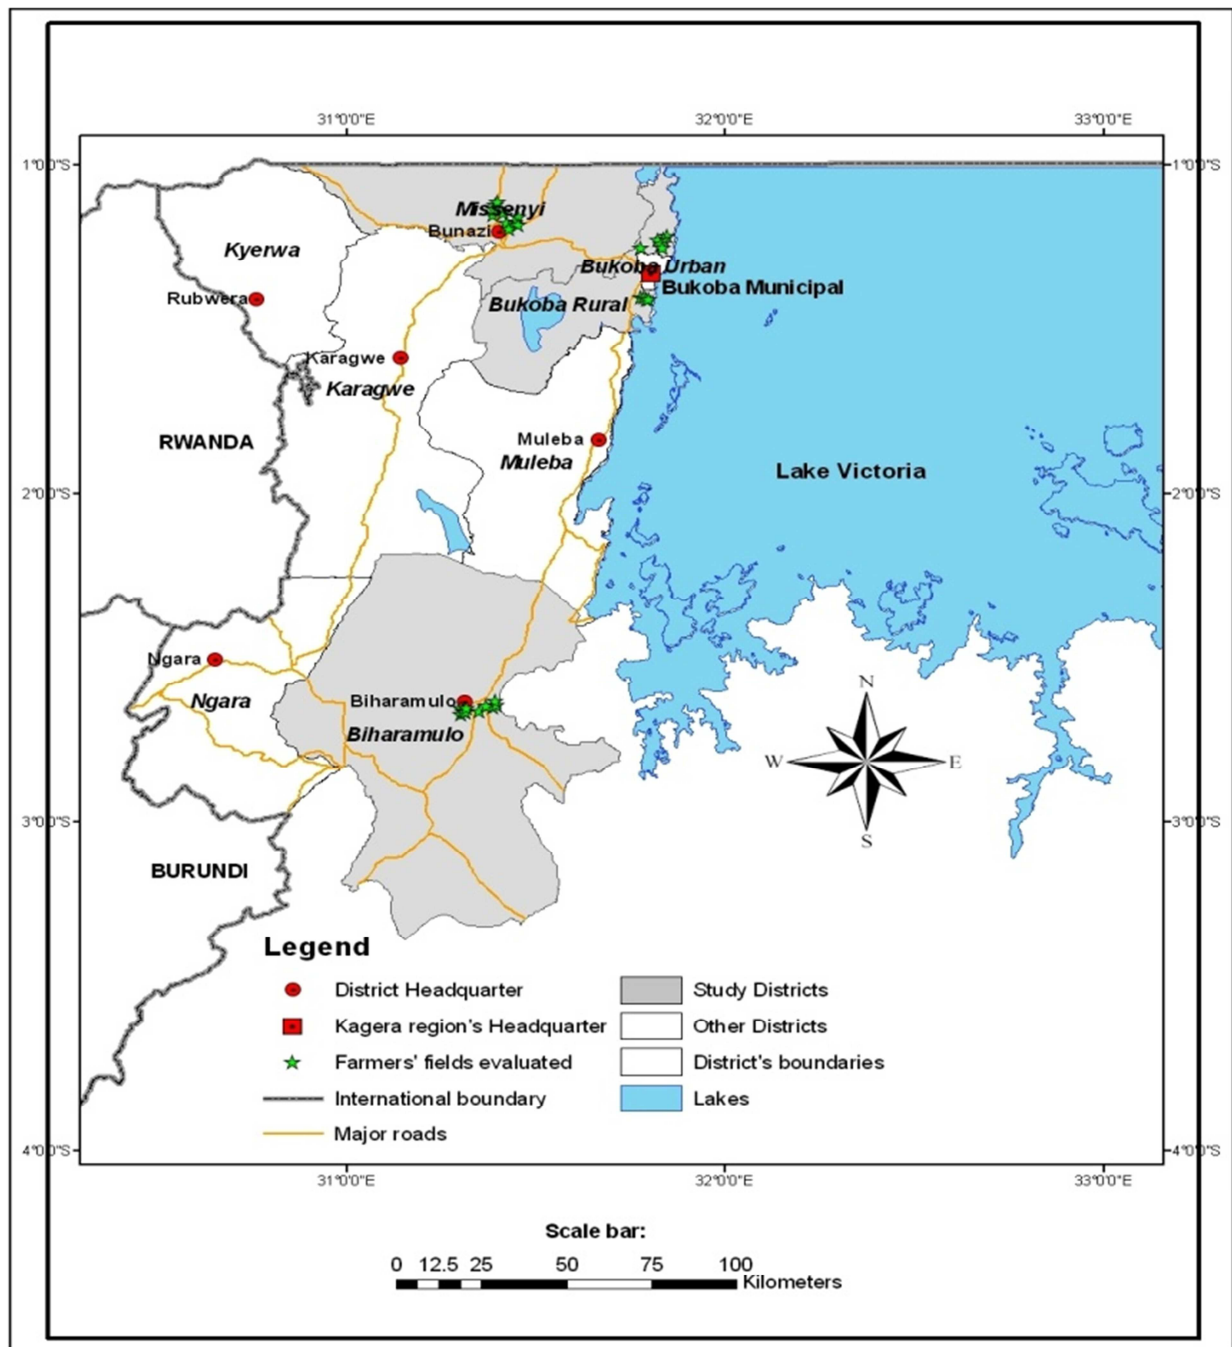 31°0'0"E 32°0'0"E 33°0'0"E
1°0'0"S 1°0'0"S
Missenyi
Bunazi
Kyerwa
Bukoba Urban
Bukoba Municipal
Rubwera
Bukoba Rural
Karagwe
Karagwe
RWANDA
Muleba
Muleba
Lake Victoria
2°0'0"S 2°0'0"S
Ngara
Ngara
Biharamulo
Biharamulo
N
W E
S
3°0'0"S 3°0'0"S
BURUNDI
Legend
District Headquarter
Kagera region's Headquarter
Farmers' fields evaluated
International boundary
Major roads
Study Districts
Other Districts
District's boundaries
Lakes
4°0'0"S 4°0'0"S
31°0'0"E 32°0'0"E 33°0'0"E
Scale bar:
0 12.5 25 50 75 100
Kilometers